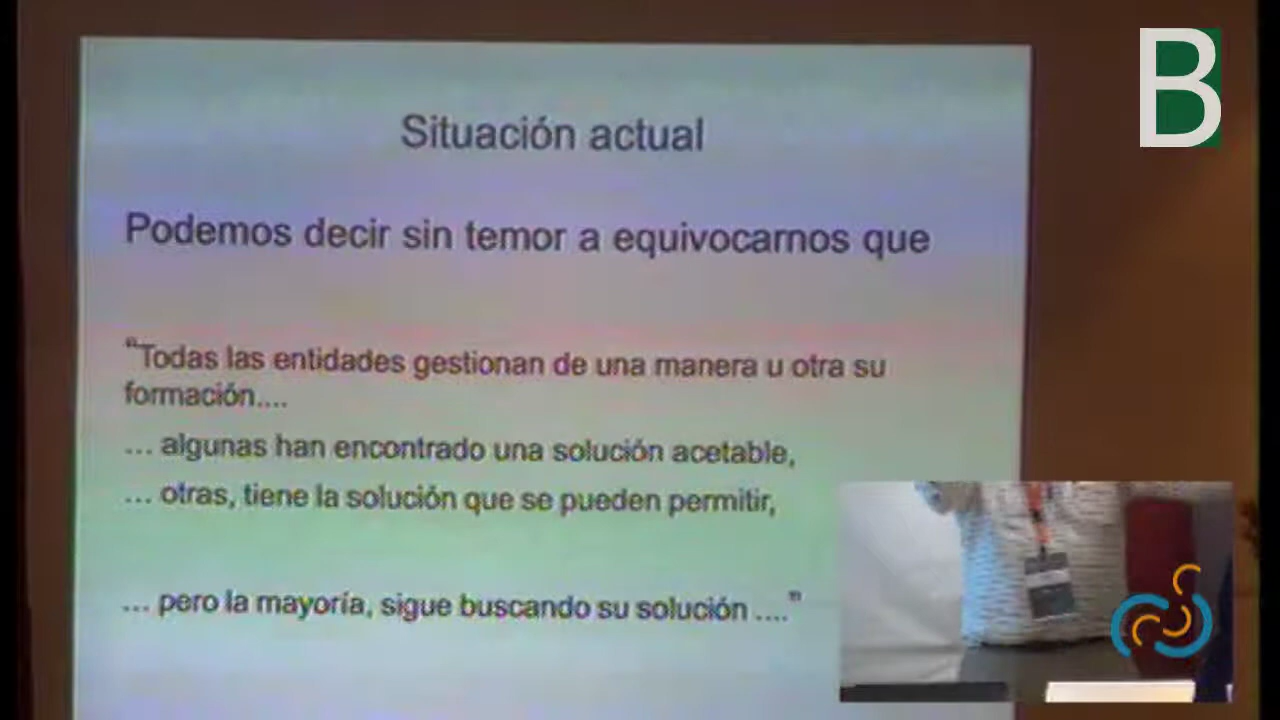 B
Situación actual
Podemos decir sin temor a equivocarnos que
"Todas las entidades gestionan de una manera u otra su
formación....
... algunas han encontrado una solución acetable,
... otras, tiene la solución que se pueden permitir,
... pero la mayoría, sigue buscando su solución ...."